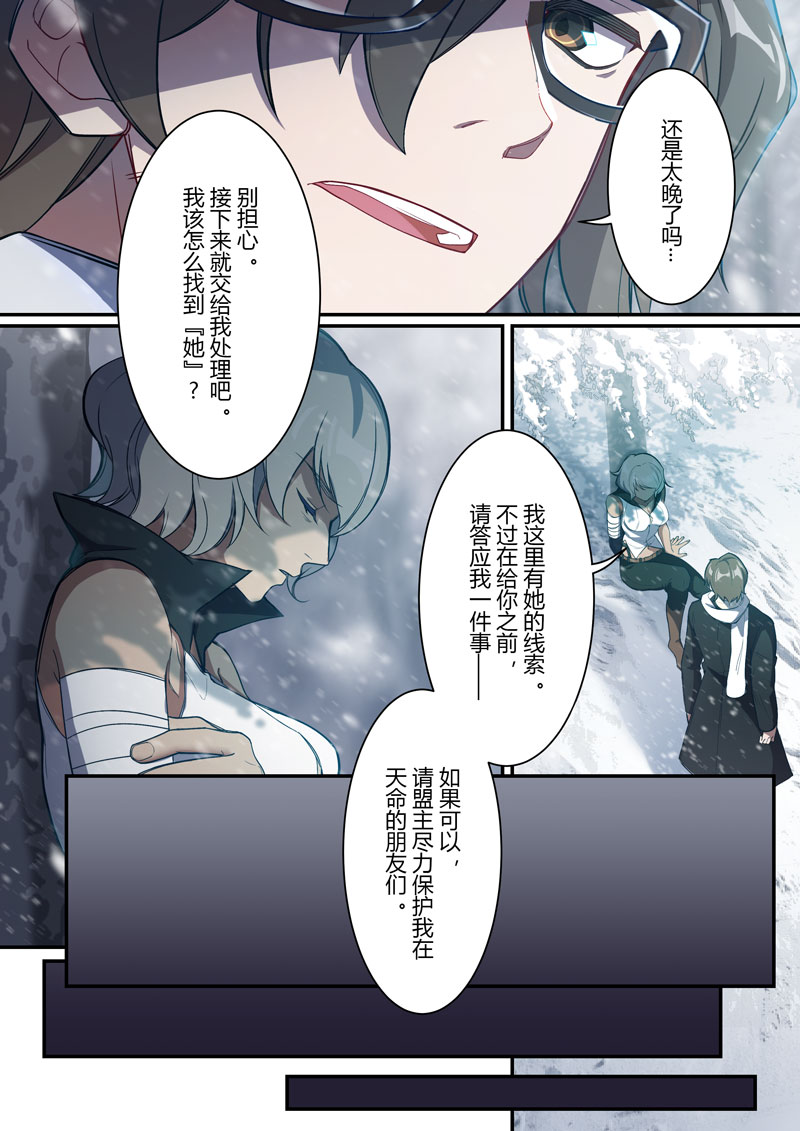 还是太晚了吗…
别担心。
接下来就交给我处理吧。
我该怎么找到『她』？
我这里有她的线索。
不过在给你之前，
请答应我一件事——
如果可以，
请盟主尽力保护我在
天命的朋友们。